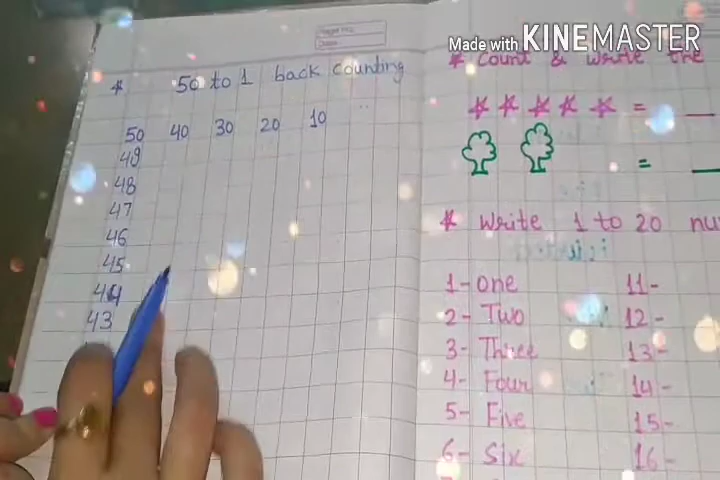 Made with KINEMASTER
* 50 to 1 back counting
50 40 30 20 10
49
48
47
46
45
44
43
* Count & write the
= _
= _
* Write 1 to 20 nu
1- one 11-
2- Two 12-
3- Three 13-
4- Four 14-
5- Five 15-
6- Six 16-